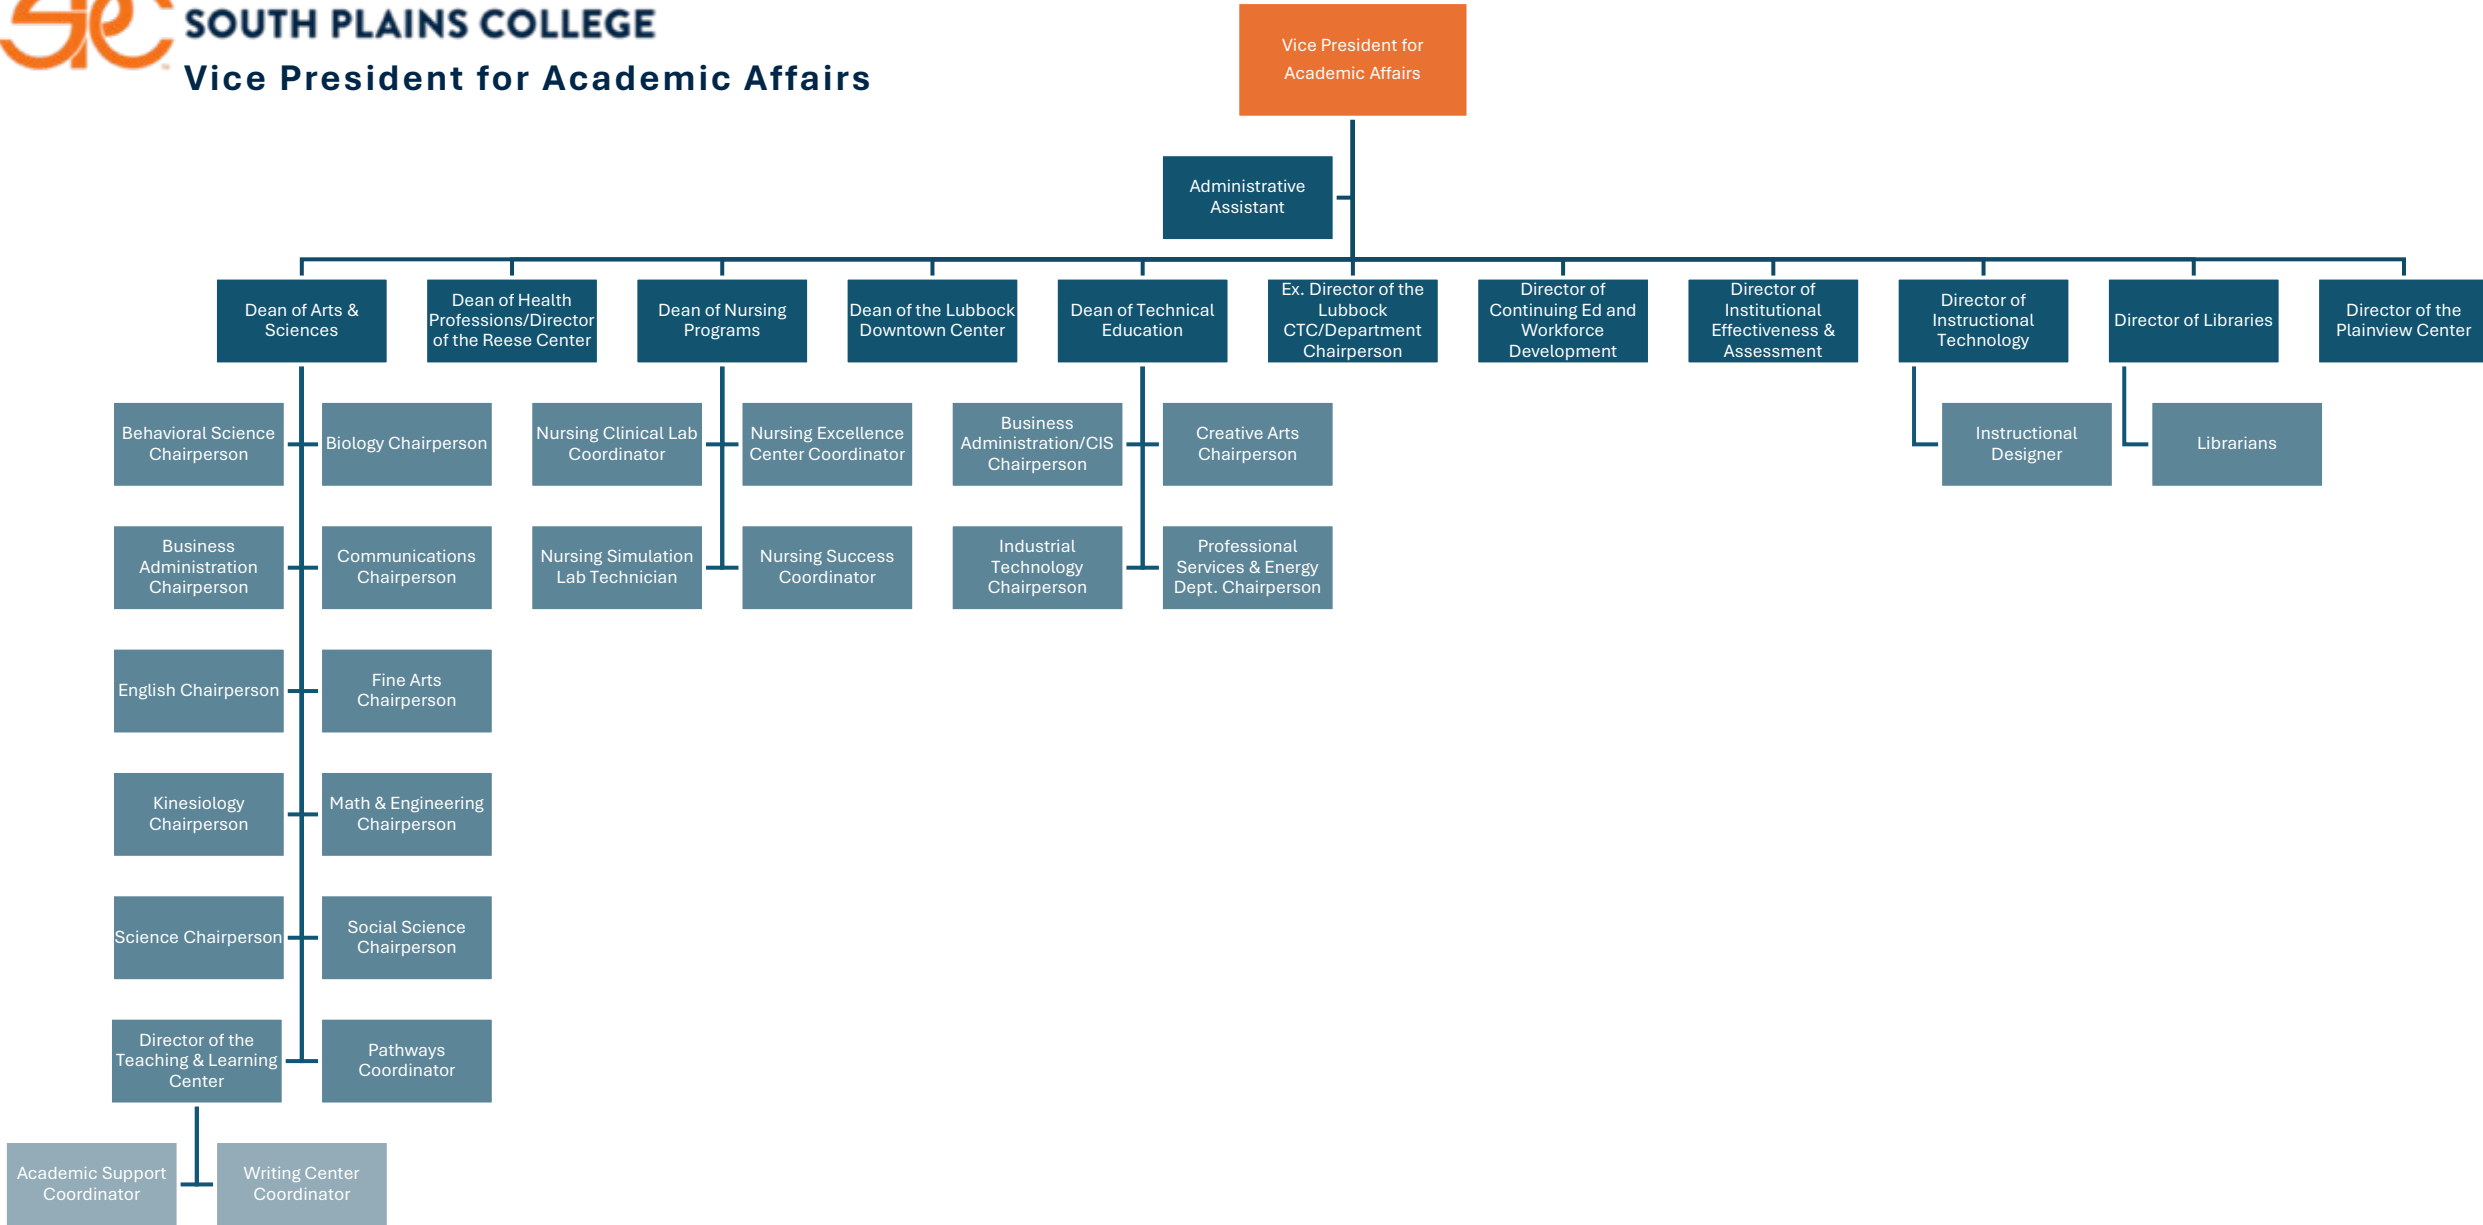 SPC
SOUTH PLAINS COLLEGE
Vice President for Academic Affairs
Vice President for
Academic Affairs
Administrative
Assistant
Dean of Arts &
Sciences
Dean of Health
Professions/Director
of the Reese Center
Dean of Nursing
Programs
Dean of the Lubbock
Downtown Center
Dean of Technical
Education
Ex. Director of the
Lubbock
CTC/Department
Chairperson
Director of
Continuing Ed and
Workforce
Development
Director of
Institutional
Effectiveness &
Assessment
Director of
Instructional
Technology
Director of Libraries
Director of the
Plainview Center
Behavioral Science
Chairperson
Biology Chairperson
Nursing Clinical Lab
Coordinator
Nursing Excellence
Center Coordinator
Business
Administration/CIS
Chairperson
Creative Arts
Chairperson
Instructional
Designer
Librarians
Business
Administration
Chairperson
Communications
Chairperson
Nursing Simulation
Lab Technician
Nursing Success
Coordinator
Industrial
Technology
Chairperson
Professional
Services & Energy
Dept. Chairperson
English Chairperson
Fine Arts
Chairperson
Kinesiology
Chairperson
Math & Engineering
Chairperson
Science Chairperson
Social Science
Chairperson
Director of the
Teaching & Learning
Center
Pathways
Coordinator
Academic Support
Coordinator
Writing Center
Coordinator